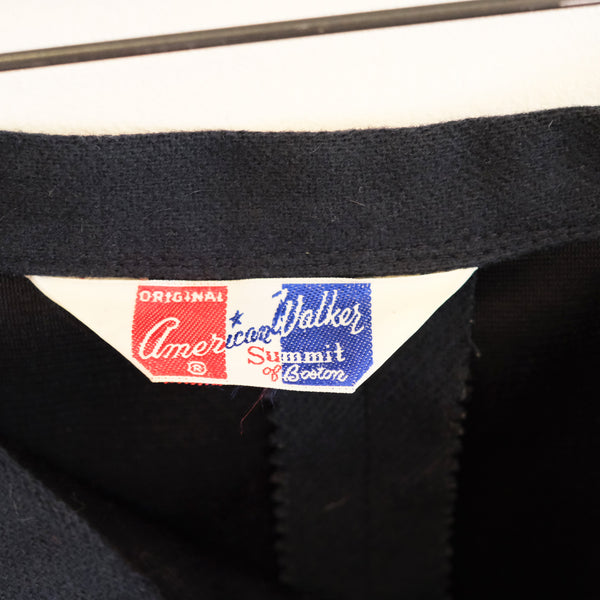 ORIGINAL
American Walker
®
Summit
of Boston